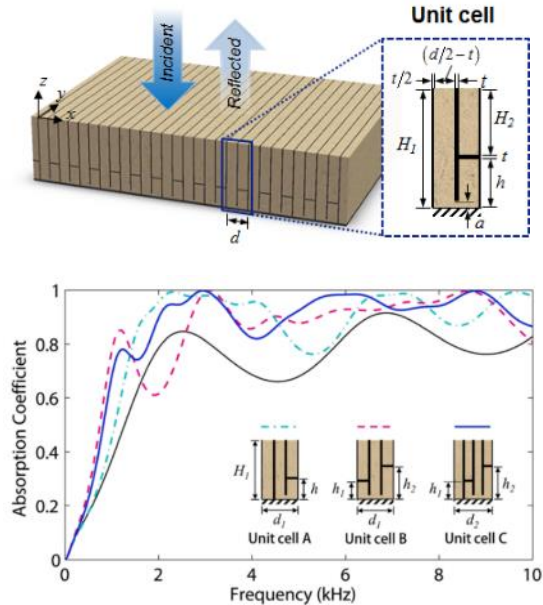 Unit cell
(d/2−t)
t/2
t
H₁
H₂
t
h
a
Incident
Reflected
z
y
x
d
Absorption Coefficient
1
0.8
0.6
0.4
0.2
0
0 2 4 6 8 10
H₁
h
h₁
h₂
h₁
h₂
d₁ d₁ d₂
Unit cell A Unit cell B Unit cell C
Frequency (kHz)